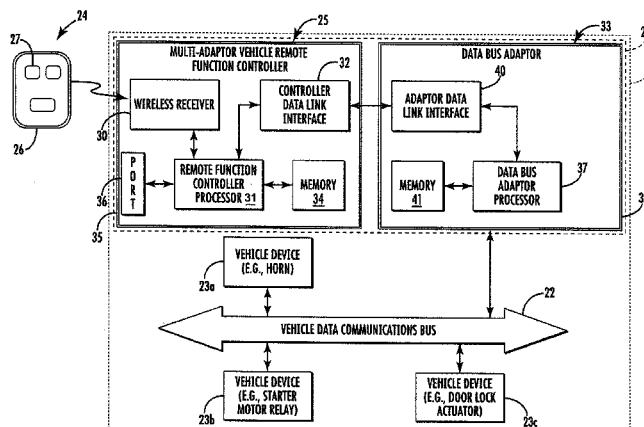 24
27
26
25
MULTI-ADAPTOR VEHICLE REMOTE
FUNCTION CONTROLLER
32
WIRELESS RECEIVER
30
CONTROLLER
DATA LINK
INTERFACE
PORT
36
35
REMOTE FUNCTION
CONTROLLER
PROCESSOR 31
MEMORY
34
33
DATA BUS ADAPTOR
40
ADAPTOR DATA
LINK INTERFACE
MEMORY
41
DATA BUS
ADAPTOR
PROCESSOR
37
VEHICLE DEVICE
(E.G., HORN)
23a
22
VEHICLE DATA COMMUNICATIONS BUS
VEHICLE DEVICE
(E.G., STARTER
MOTOR RELAY)
23b
VEHICLE DEVICE
(E.G., DOOR LOCK
ACTUATOR)
23c